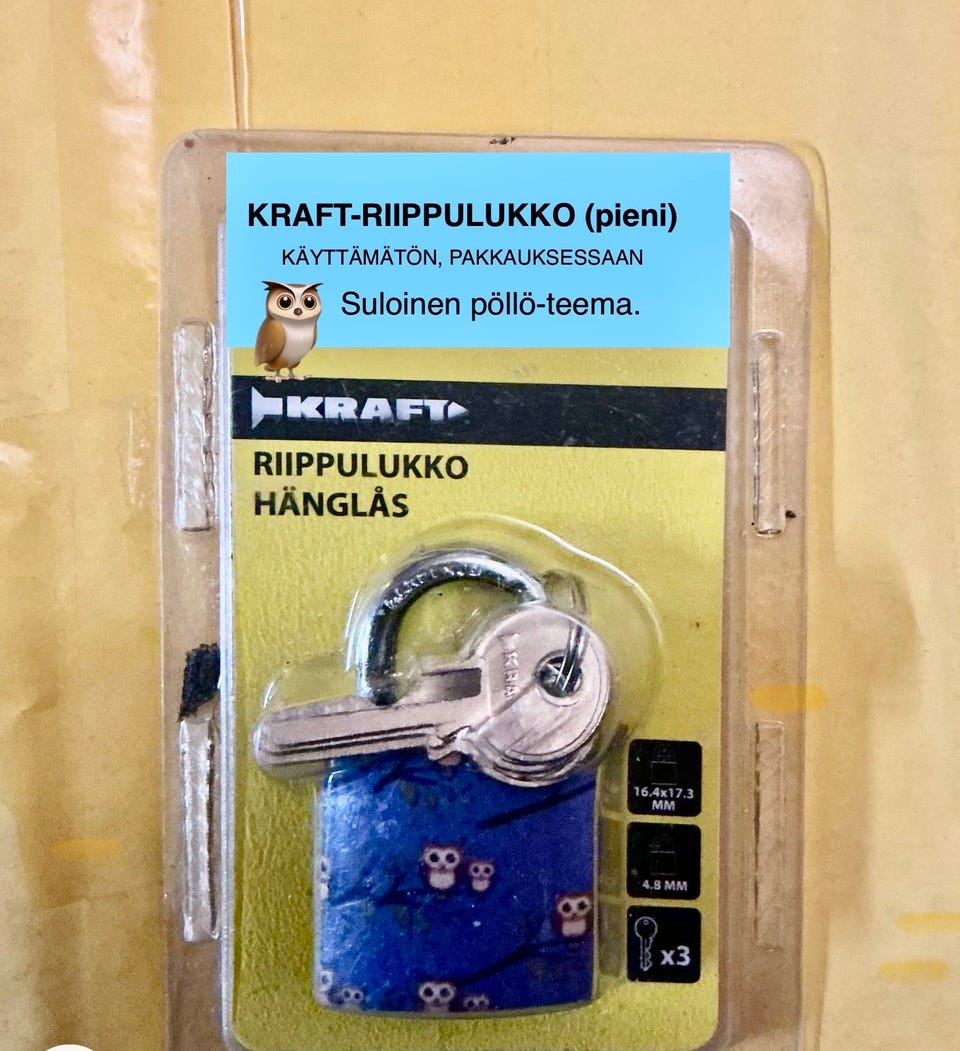 KRAFT-RIIPPULUKKO (pieni)
KÄYTTÄMÄTÖN, PAKKAUKSESSAAN
Suloinen pöllö-teema.
KRAFT
RIIPPULUKKO
HÄNGLÅS
16.4x17.3
MM
4.8 MM
x3